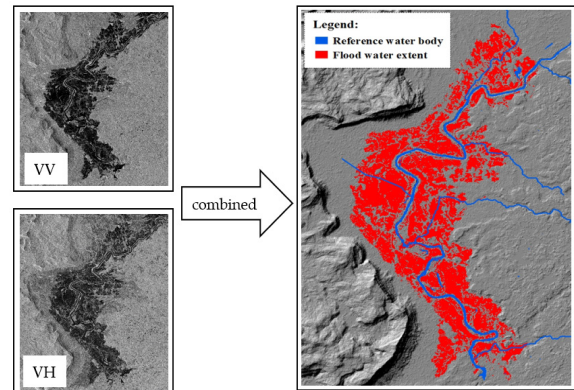 VV
VH
combined
Legend:
Reference water body
Flood water extent